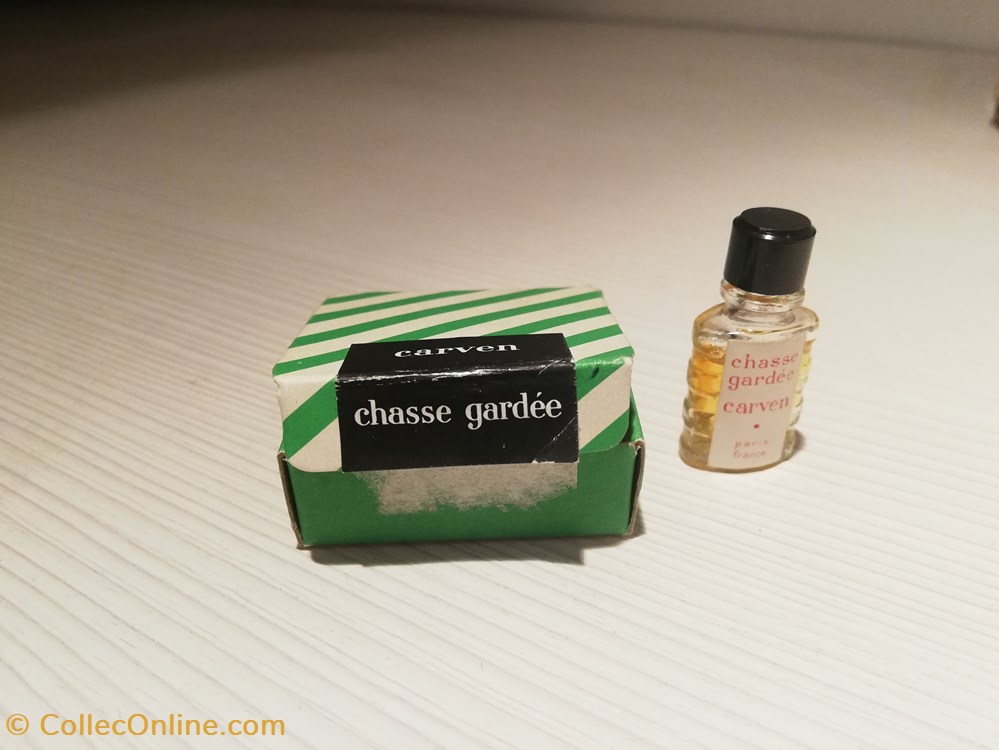 carven
chasse gardée
chasse
gardée
carven
paris
france
© CollecOnline.com